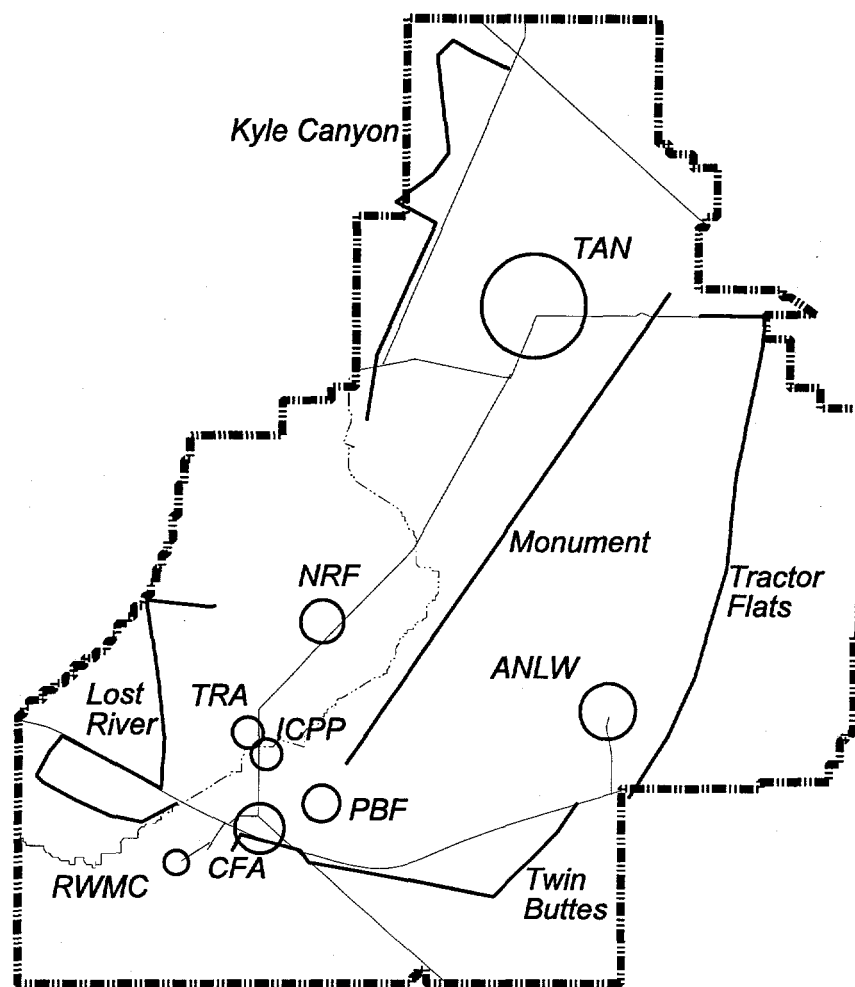 Kyle Canyon
TAN
Monument
Tractor
Flats
NRF
ANLW
Lost
River
TRA
ICPP
PBF
CFA
RWMC
Twin
Buttes